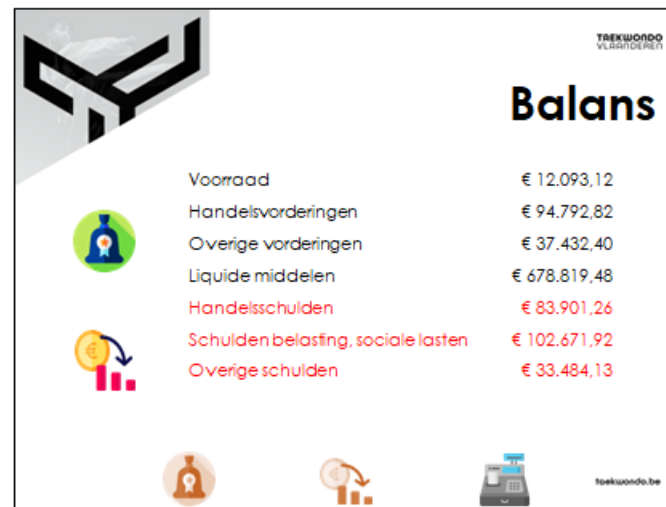 TAEKWONDO
VLAANDEREN
Balans
Voorraad € 12.093,12
Handelsvorderingen € 94.792,82
Overige vorderingen € 37.432,40
Liquide middelen € 678.819,48
Handelsschulden € 83.901,26
Schulden belasting, sociale lasten € 102.671,92
Overige schulden € 33.484,13
taekwondo.be